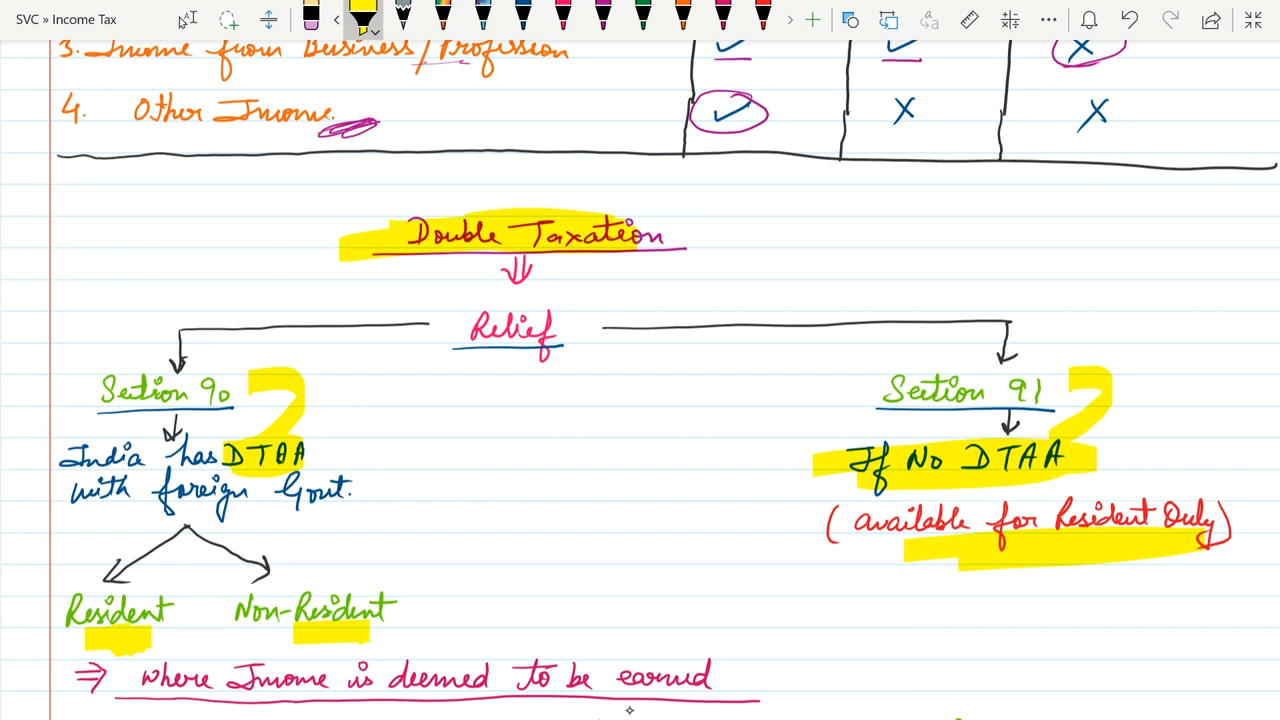 SVC » Income Tax
3. Income from Business/Profession ✓ ✓ X
4. Other Income. ✓ X X
Double Taxation
Relief
Section 90
India has DTAA
with foreign Govt.
Resident Non-Resident
Section 91
If No DTAA
(available for Resident Only)
⇒ where Income is deemed to be earned